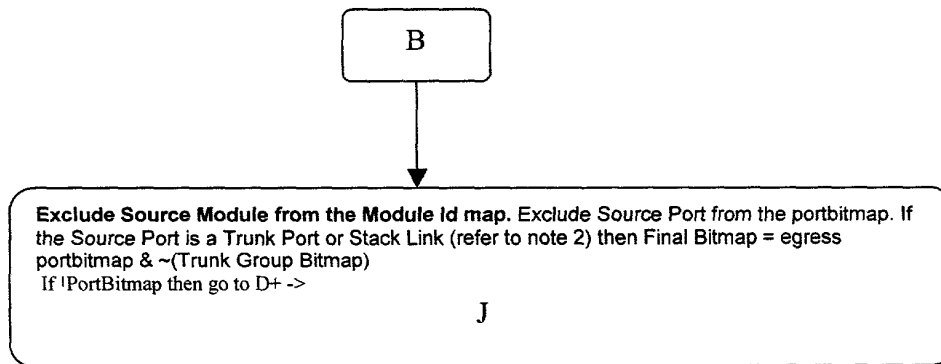 B
Exclude Source Module from the Module Id map. Exclude Source Port from the portbitmap. If
the Source Port is a Trunk Port or Stack Link (refer to note 2) then Final Bitmap = egress
portbitmap & ~(Trunk Group Bitmap)
If !PortBitmap then go to D+ ->
J